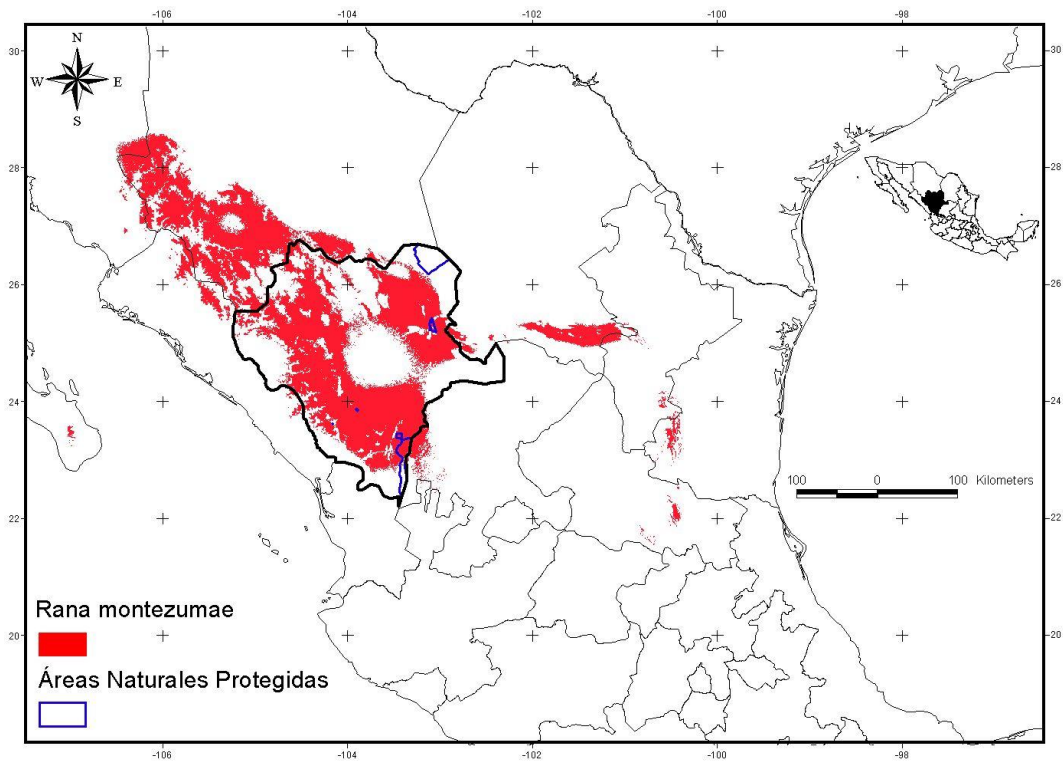 -106 -104 -102 -100 -98
30 30
N
W E
S
28 28
26 26
24 24
100 0 100 Kilometers
22 22
Rana montezumae
20 20
Áreas Naturales Protegidas
-106 -104 -102 -100 -98